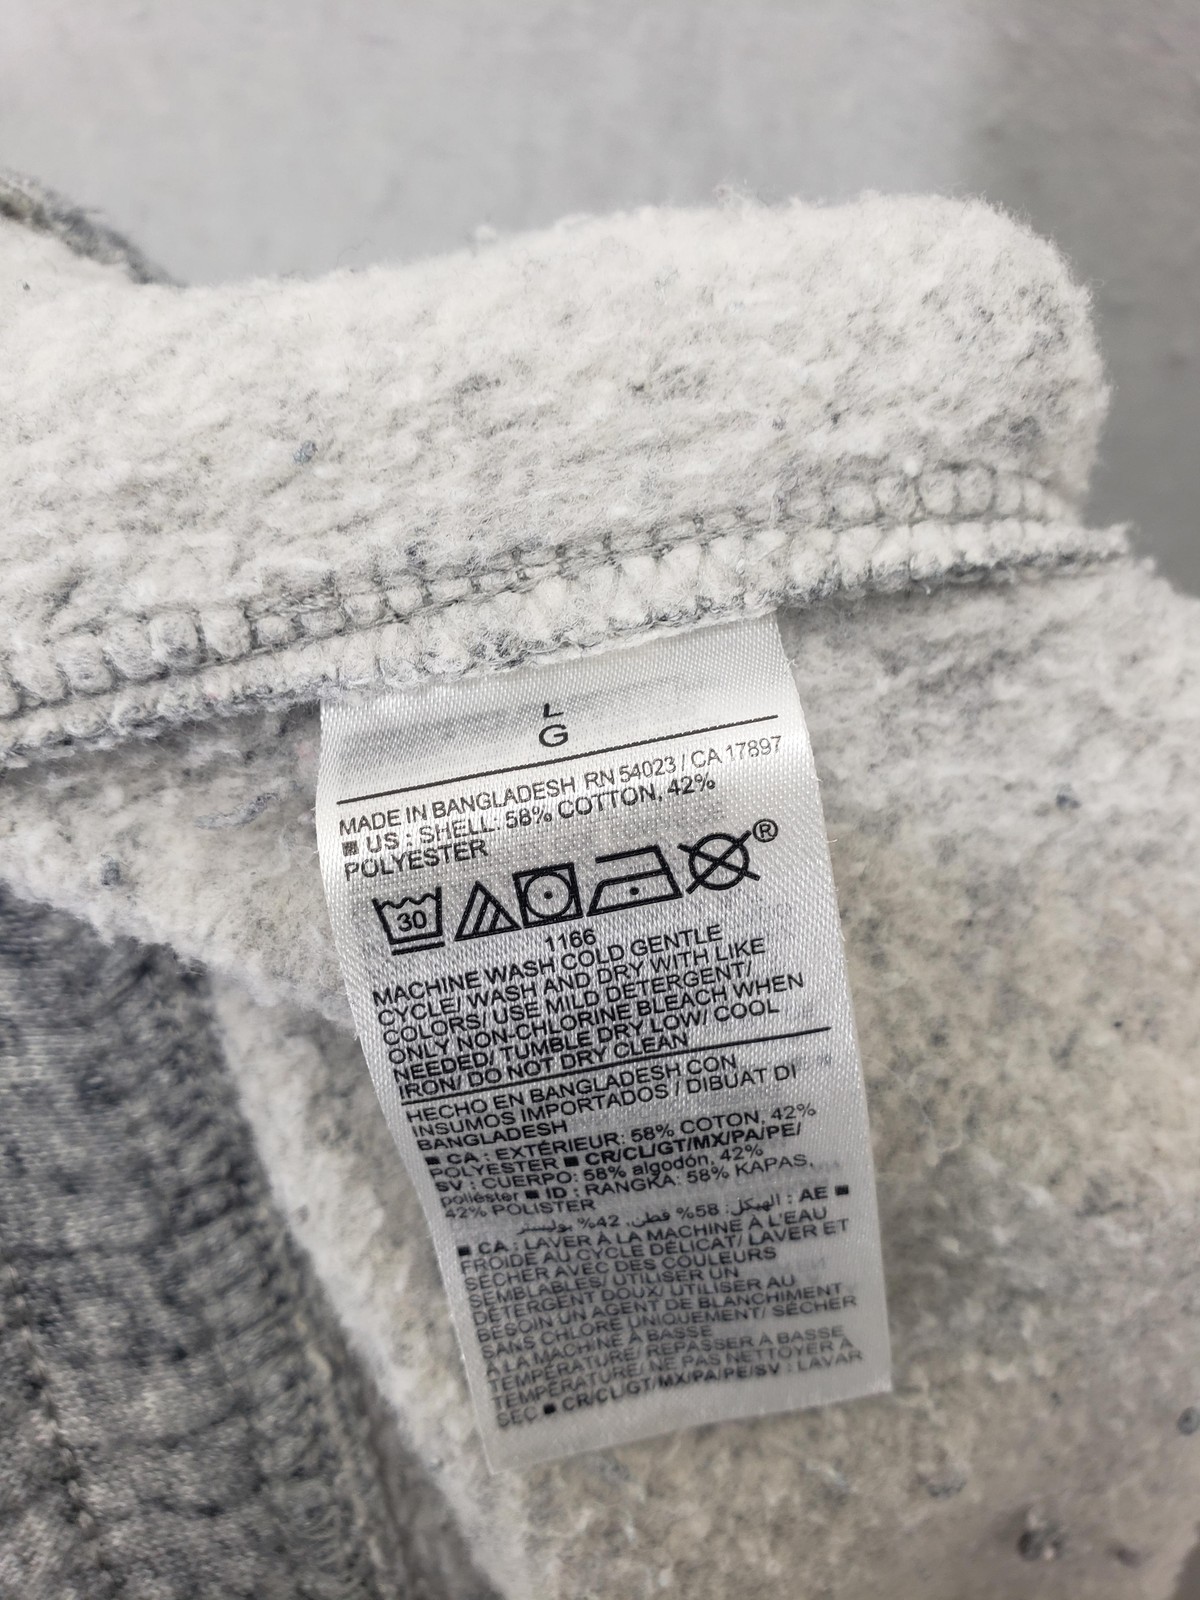 L
G
MADE IN BANGLADESH RN 54023 / CA 17897
■ US : SHELL: 58% COTTON, 42%
POLYESTER
30
®
1166
MACHINE WASH COLD GENTLE
CYCLE/ WASH AND DRY WITH LIKE
COLORS/ USE MILD DETERGENT/
ONLY NON-CHLORINE BLEACH WHEN
NEEDED/ TUMBLE DRY LOW/ COOL
IRON/ DO NOT DRY CLEAN
HECHO EN BANGLADESH CON
INSUMOS IMPORTADOS / DIBUAT DI
BANGLADESH
■ CA : EXTÉRIEUR: 58% COTON, 42%
POLYESTER ■ CR/CL/GT/MX/PA/PE/
SV : CUERPO: 58% algodón, 42%
poliéster ■ ID : RANGKA: 58% KAPAS,
42% POLISTER
■ AE : الهيكل: 58% قطن، 42% بوليستر
■ CA : LAVER À LA MACHINE À L'EAU
FROIDE AU CYCLE DÉLICAT/ LAVER ET
SÉCHER AVEC DES COULEURS
SEMBLABLES/ UTILISER UN
DÉTERGENT DOUX/ UTILISER AU
BESOIN UN AGENT DE BLANCHIMENT
SANS CHLORE UNIQUEMENT/ SÉCHER
À LA MACHINE À BASSE
TEMPÉRATURE/ REPASSER À BASSE
TEMPÉRATURE/ NE PAS NETTOYER À
SEC ■ CR/CL/GT/MX/PA/PE/SV : LAVAR